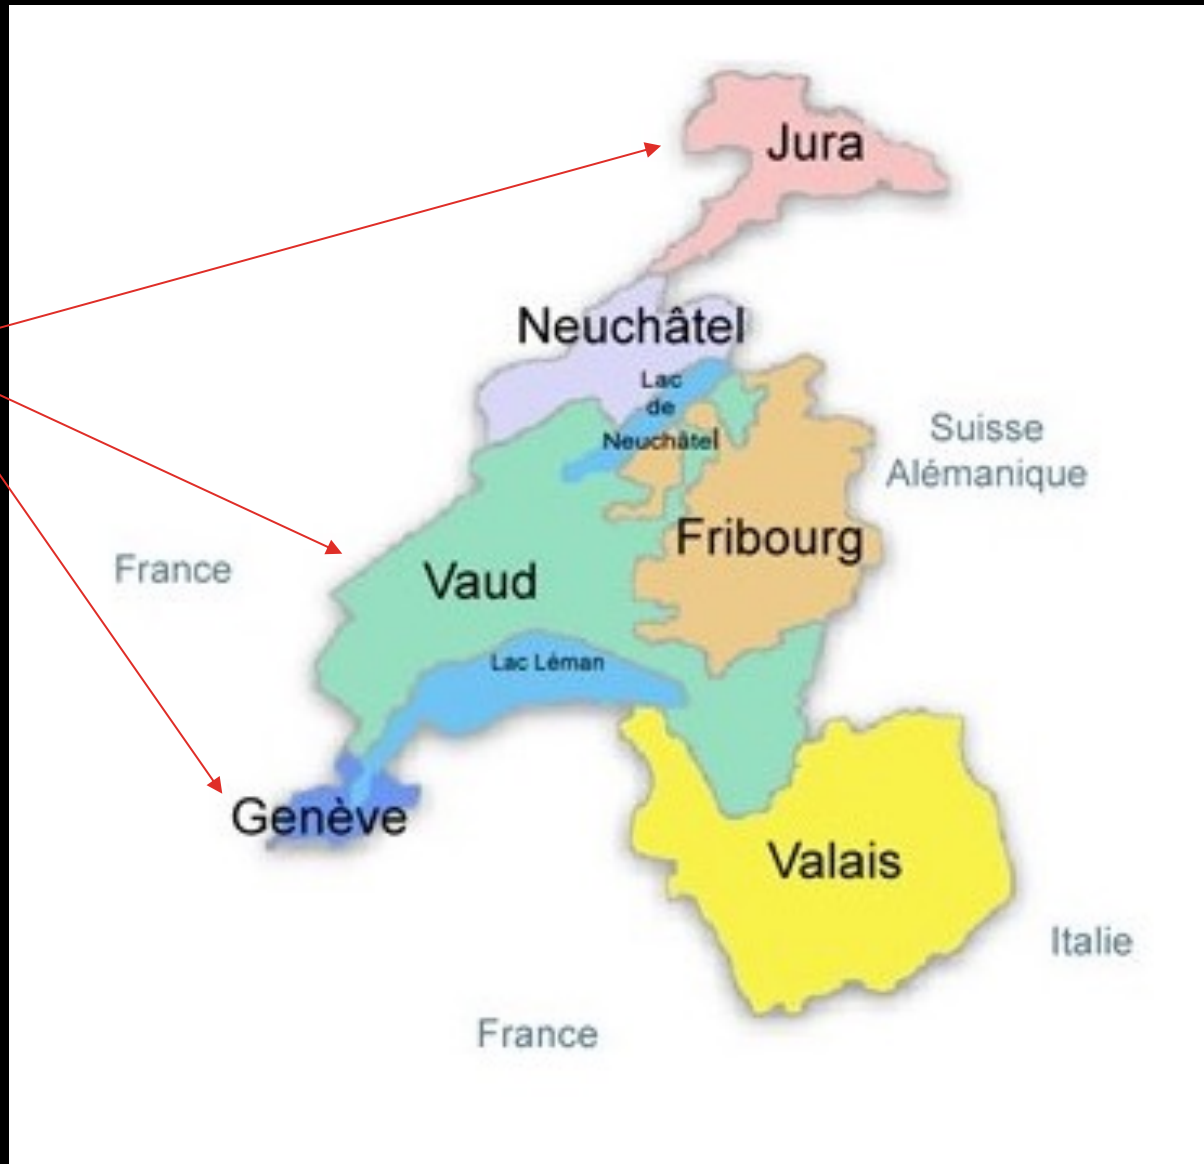 Jura
Neuchâtel
Lac
de
Neuchâtel
Suisse
Alémanique
Fribourg
France
Vaud
Lac Léman
Genève
Valais
Italie
France